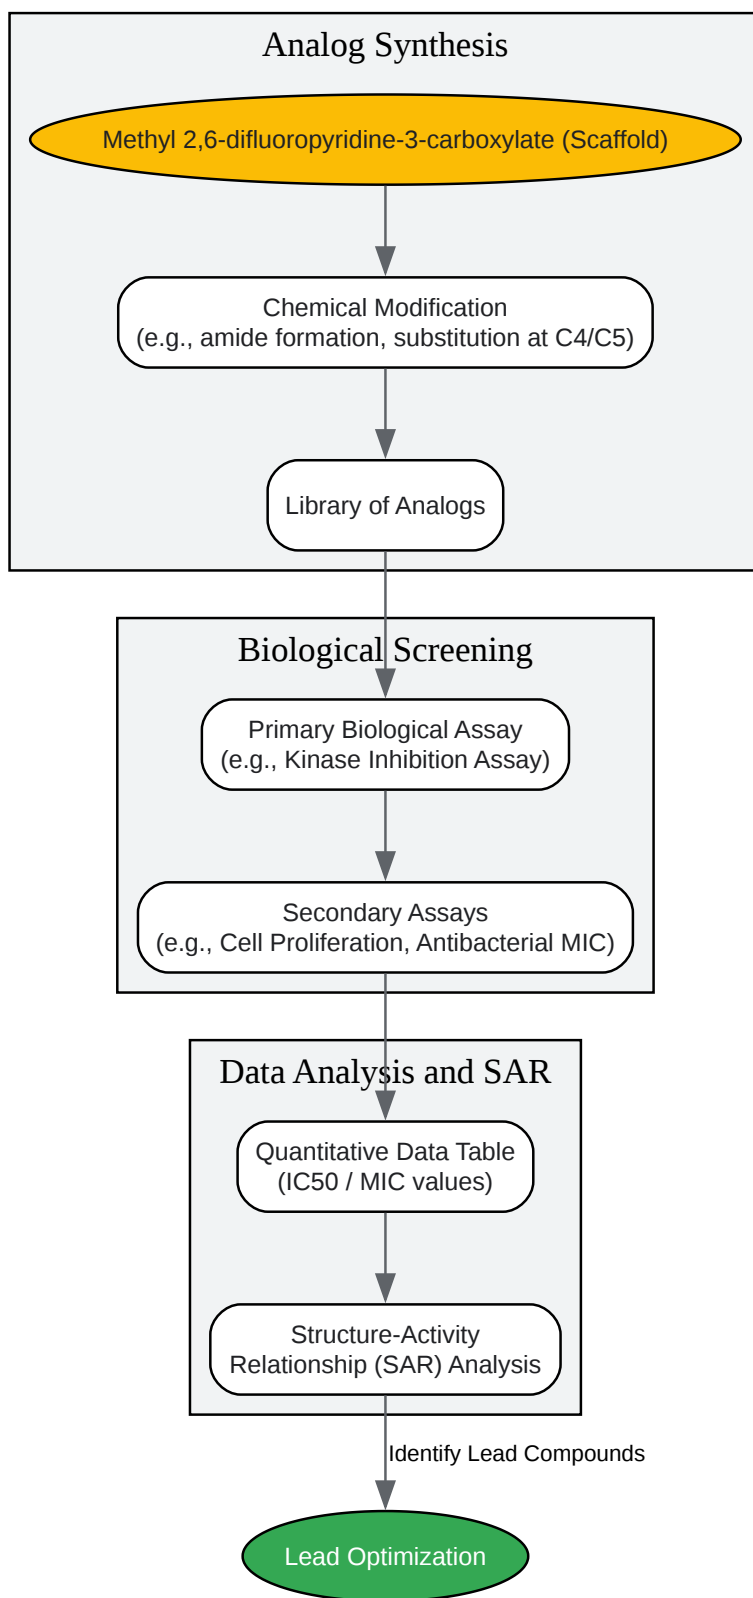 Analog Synthesis
Methyl 2,6-difluoropyridine-3-carboxylate (Scaffold)
Chemical Modification
(e.g., amide formation, substitution at C4/C5)
Library of Analogs
Biological Screening
Primary Biological Assay
(e.g., Kinase Inhibition Assay)
Secondary Assays
(e.g., Cell Proliferation, Antibacterial MIC)
Data Analysis and SAR
Quantitative Data Table
(IC50 / MIC values)
Structure-Activity
Relationship (SAR) Analysis
Identify Lead Compounds
Lead Optimization